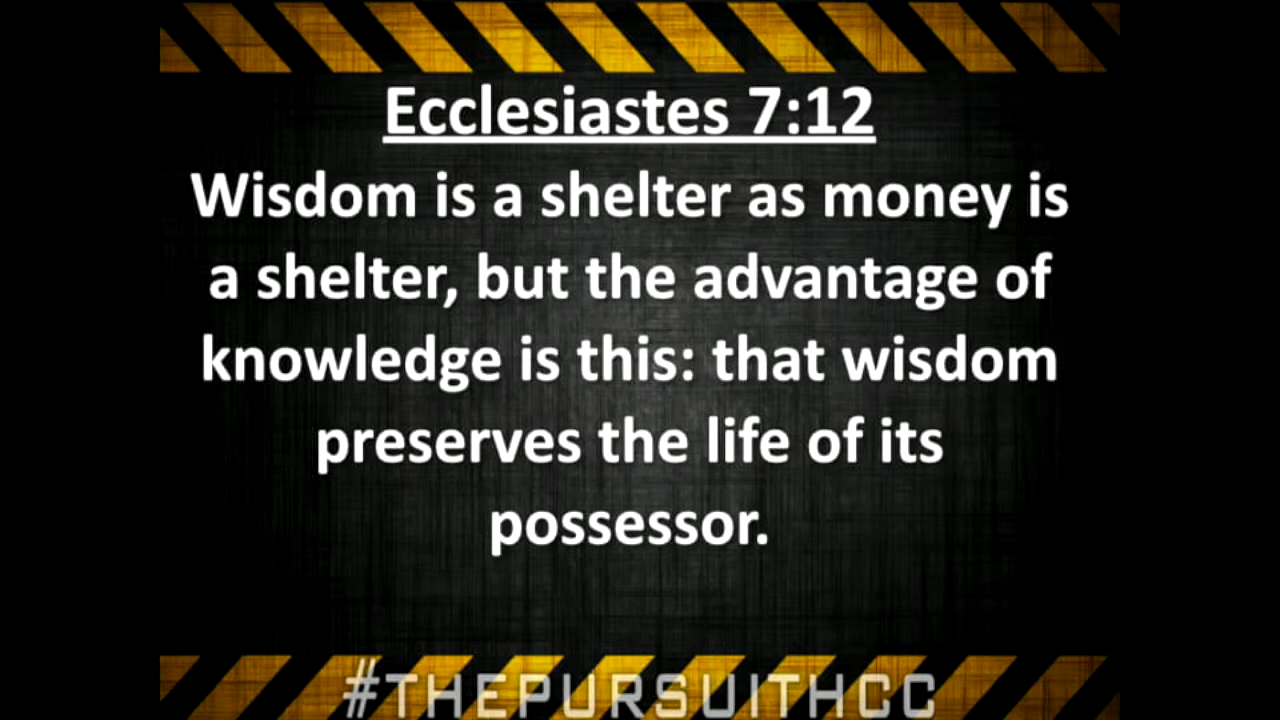 Ecclesiastes 7:12
Wisdom is a shelter as money is
a shelter, but the advantage of
knowledge is this: that wisdom
preserves the life of its
possessor.
#THEPURSUITHCC